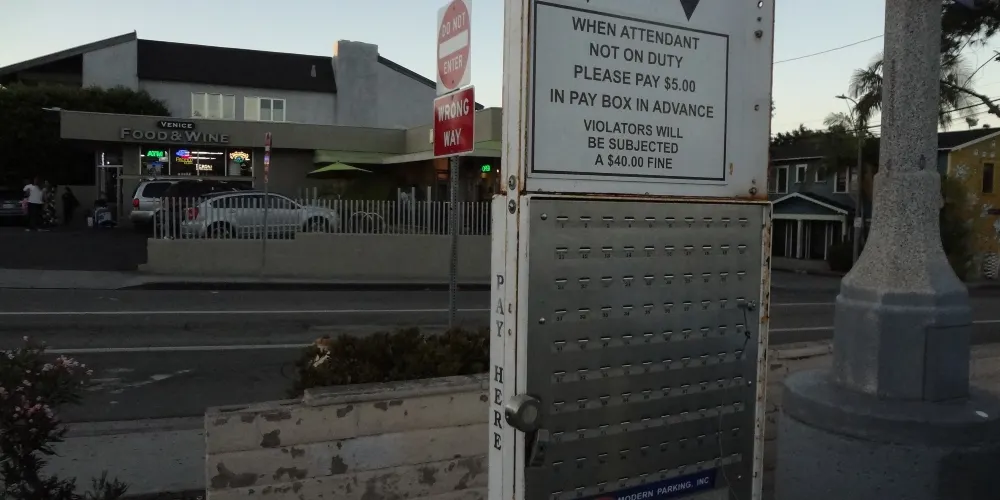 DO NOT
ENTER
WRONG
WAY
VENICE
FOOD & WINE
ATM
WHEN ATTENDANT
NOT ON DUTY
PLEASE PAY $5.00
IN PAY BOX IN ADVANCE
VIOLATORS WILL
BE SUBJECTED
A $40.00 FINE
PAY HERE
MODERN PARKING, INC